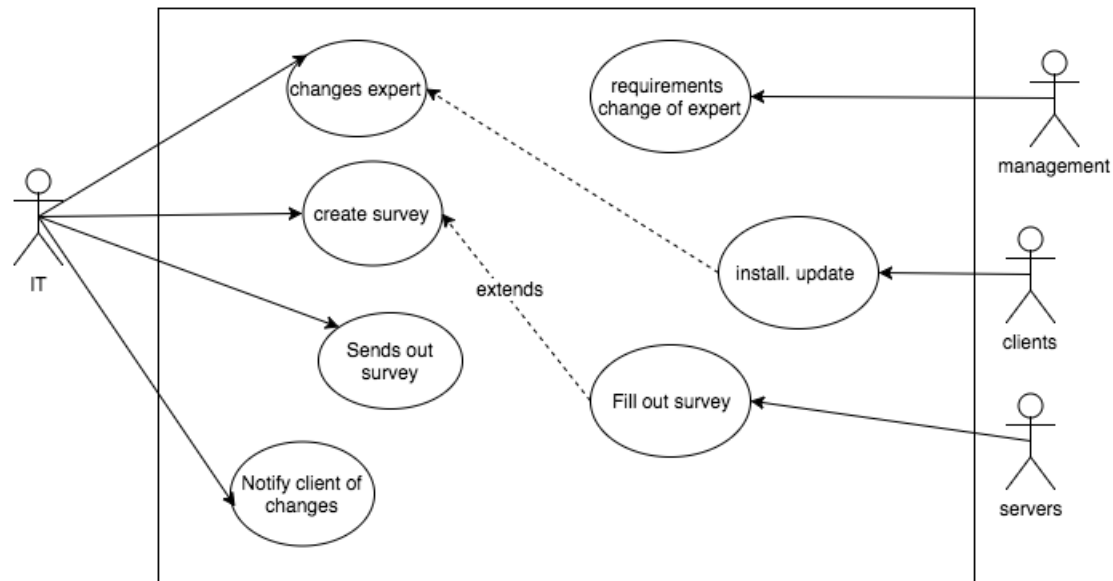 changes expert
requirements
change of expert
management
create survey
IT
install. update
extends
clients
Sends out
survey
Fill out survey
Notify client of
changes
servers